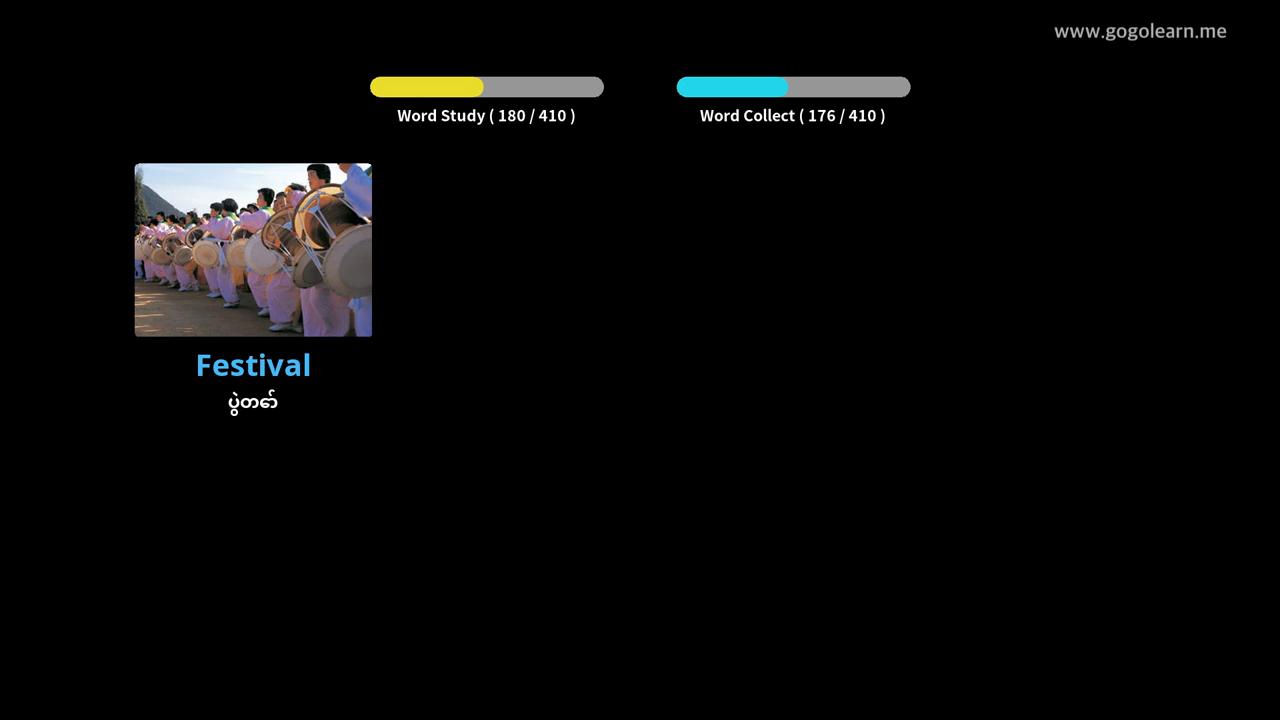 www.gogolearn.me
Word Study ( 180 / 410 )
Word Collect ( 176 / 410 )
Festival
ပွဲတော်